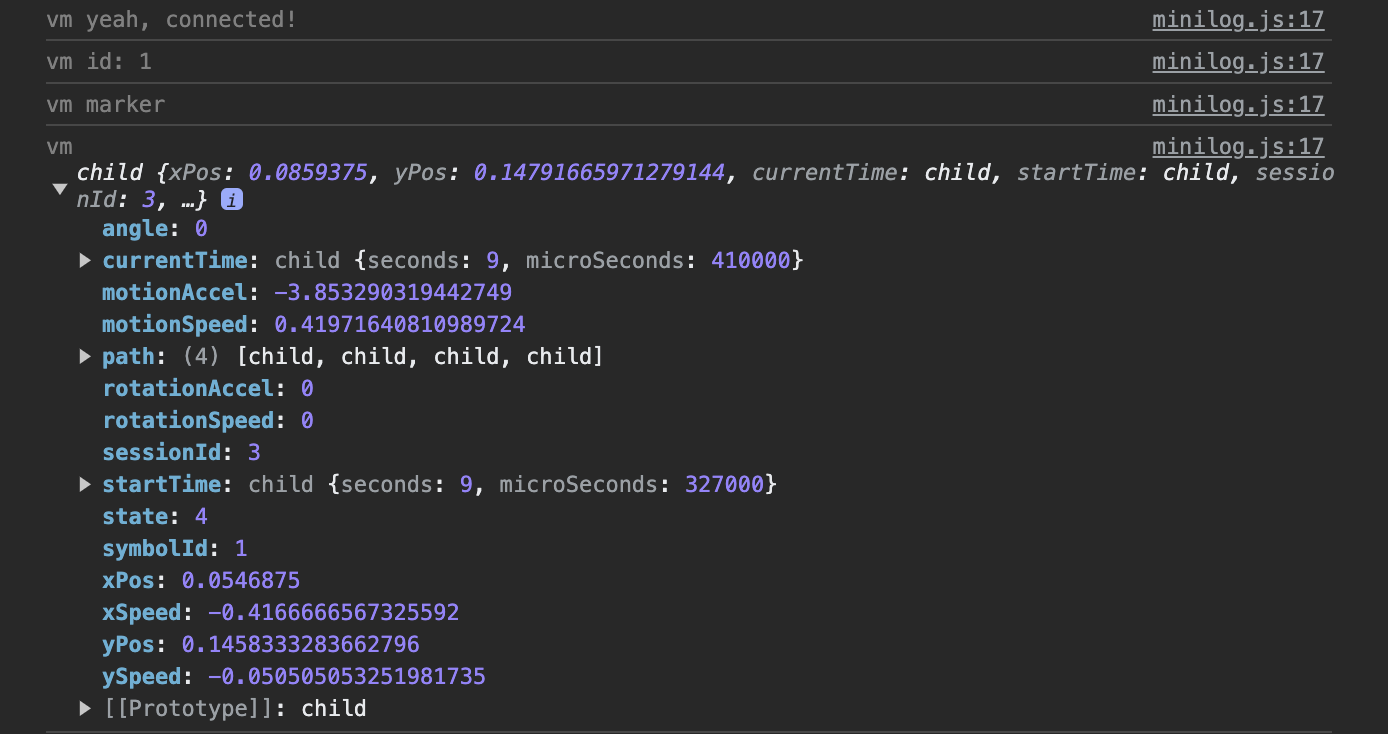 vm yeah, connected! minilog.js:17
vm id: 1 minilog.js:17
vm marker minilog.js:17
vm minilog.js:17
child {xPos: 0.0859375, yPos: 0.14791665971279144, currentTime: child, startTime: child, sessio
nId: 3, …} i
angle: 0
currentTime: child {seconds: 9, microSeconds: 410000}
motionAccel: -3.853290319442749
motionSpeed: 0.41971640810989724
path: (4) [child, child, child, child]
rotationAccel: 0
rotationSpeed: 0
sessionId: 3
startTime: child {seconds: 9, microSeconds: 327000}
state: 4
symbolId: 1
xPos: 0.0546875
xSpeed: -0.4166666567325592
yPos: 0.1458333283662796
ySpeed: -0.050505053251981735
[[Prototype]]: child